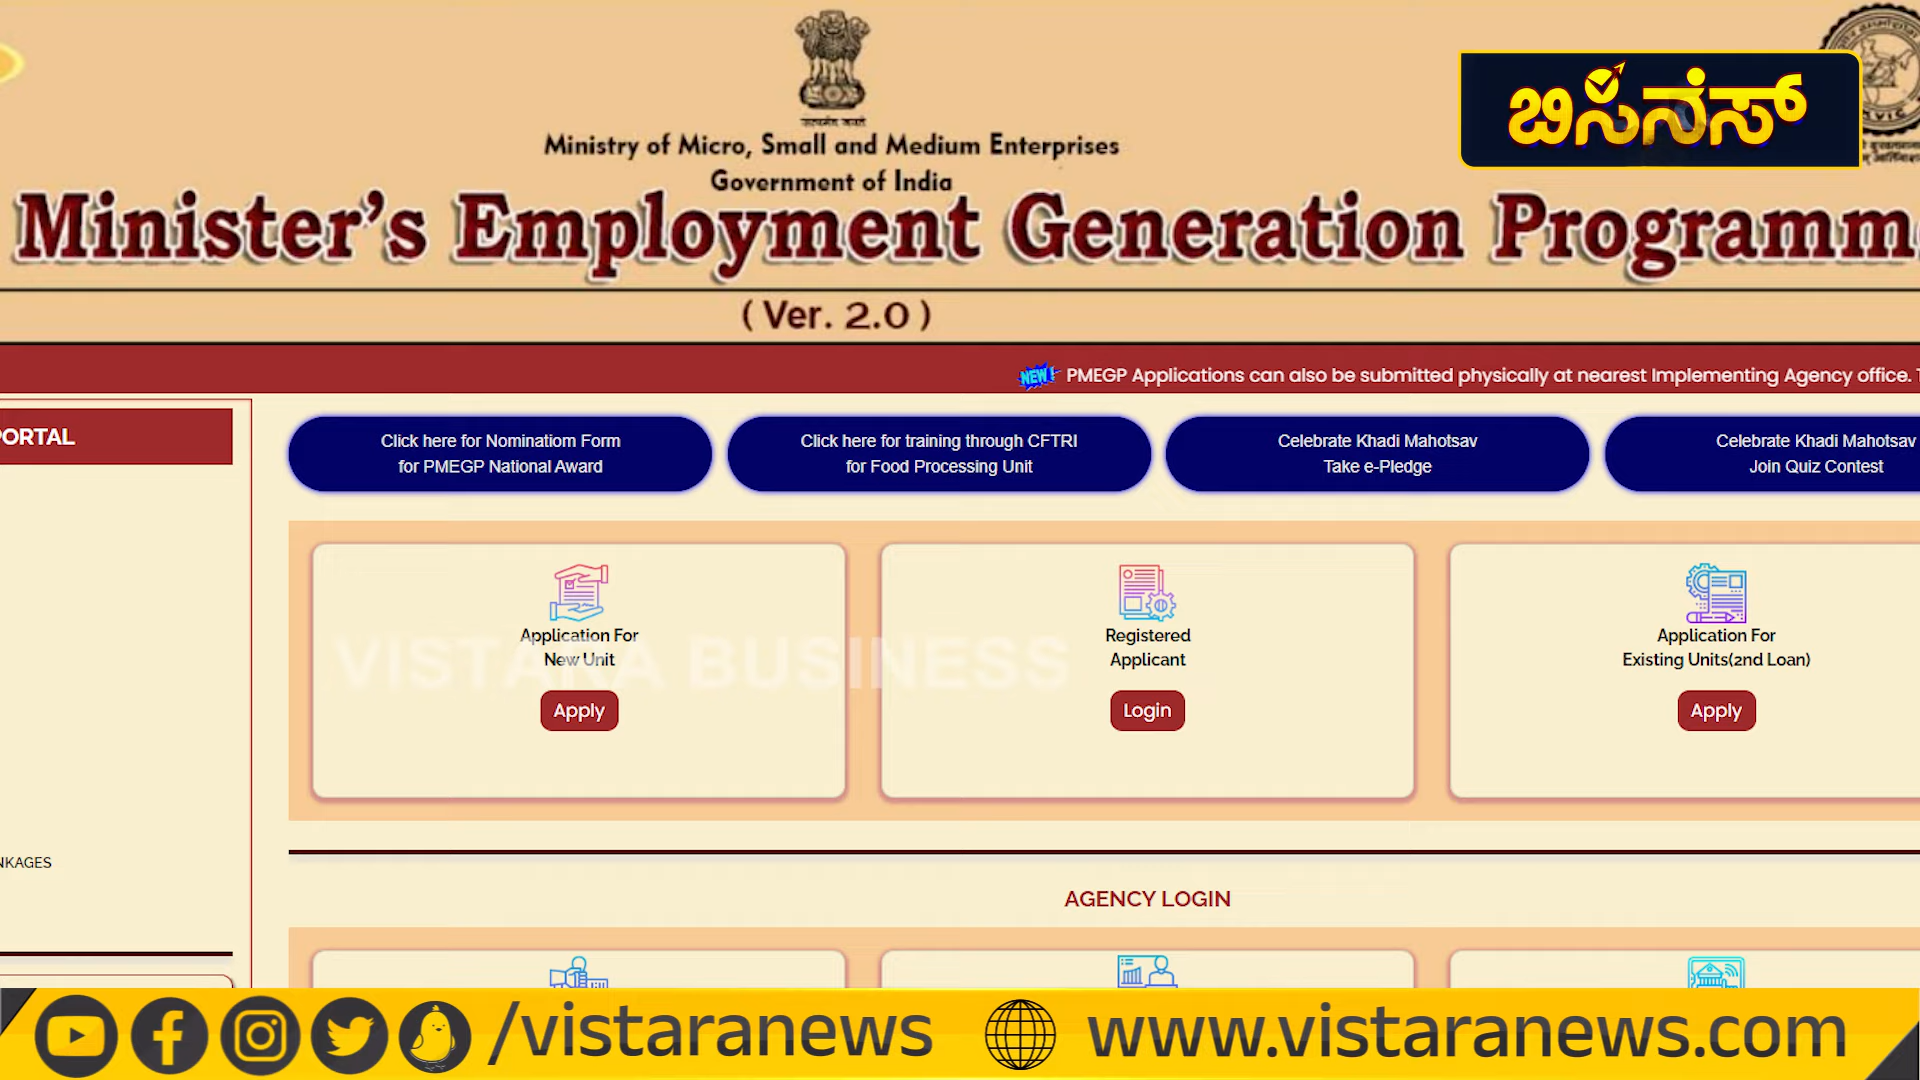 Ministry of Micro, Small and Medium Enterprises
Government of India
ಬಿಸಿನೆಸ್
Minister's Employment Generation Programm
( Ver. 2.0 )
NEW! PMEGP Applications can also be submitted physically at nearest Implementing Agency office.
PORTAL
Click here for Nominatiom Form
for PMEGP National Award
Click here for training through CFTRI
for Food Processing Unit
Celebrate Khadi Mahotsav
Take e-Pledge
Celebrate Khadi Mahotsav
Join Quiz Contest
Application For
New Unit
Apply
Registered
Applicant
Login
Application For
Existing Units(2nd Loan)
Apply
VISTARA BUSINESS
NKAGES
AGENCY LOGIN
/vistaranews
www.vistaranews.com